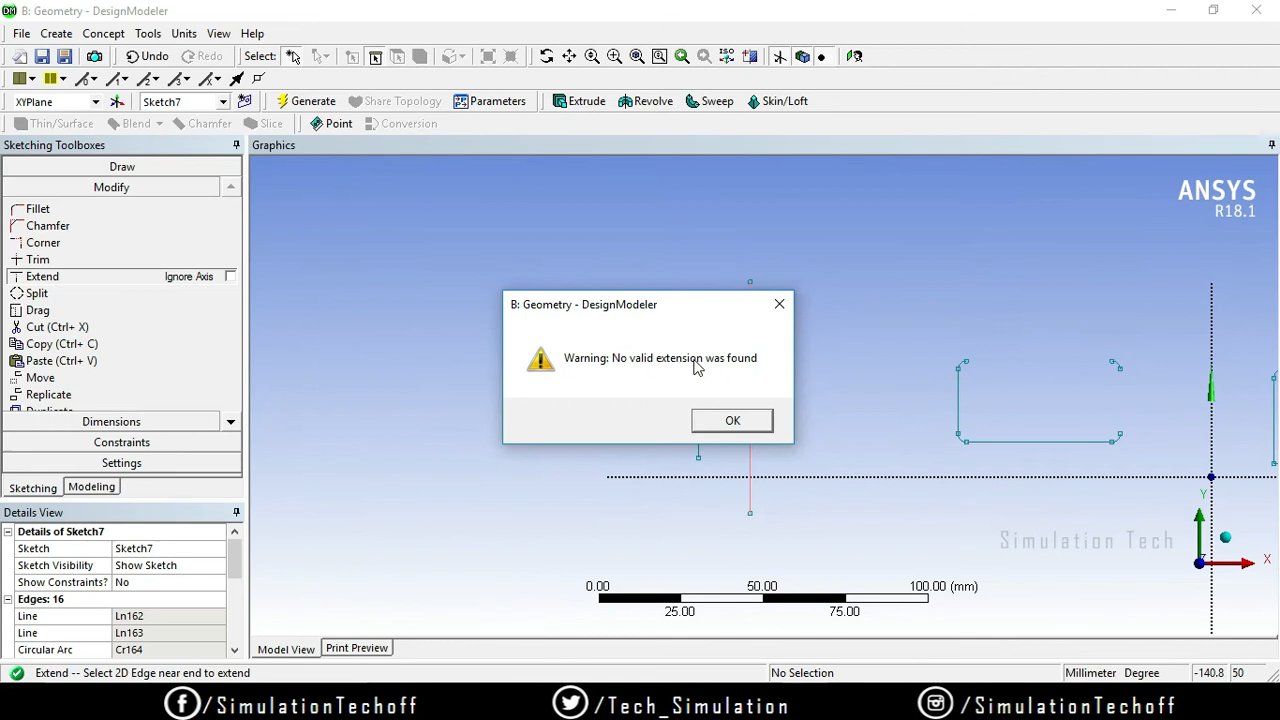 B: Geometry - DesignModeler
File Create Concept Tools Units View Help
Undo Redo Select: ISO
XYPlane Sketch7 Generate Share Topology Parameters Extrude Revolve Sweep Skin/Loft
Thin/Surface Blend Chamfer Slice Point Conversion
Sketching Toolboxes
Draw
Modify
Fillet
Chamfer
Corner
Trim
Extend Ignore Axis
Split
Drag
Cut (Ctrl+ X)
Copy (Ctrl+ C)
Paste (Ctrl+ V)
Move
Replicate
Duplicate
Dimensions
Constraints
Settings
Sketching Modeling
Details View
Details of Sketch7
Sketch Sketch7
Sketch Visibility Show Sketch
Show Constraints? No
Edges: 16
Line Ln162
Line Ln163
Circular Arc Cr164
Graphics
ANSYS
R18.1
B: Geometry - DesignModeler
Warning: No valid extension was found
OK
Y
X
Simulation Tech
0.00 50.00 100.00 (mm)
25.00 75.00
Model View Print Preview
Extend -- Select 2D Edge near end to extend No Selection Millimeter Degree -140.8 50
/SimulationTechoff /Tech_Simulation /SimulationTechoff